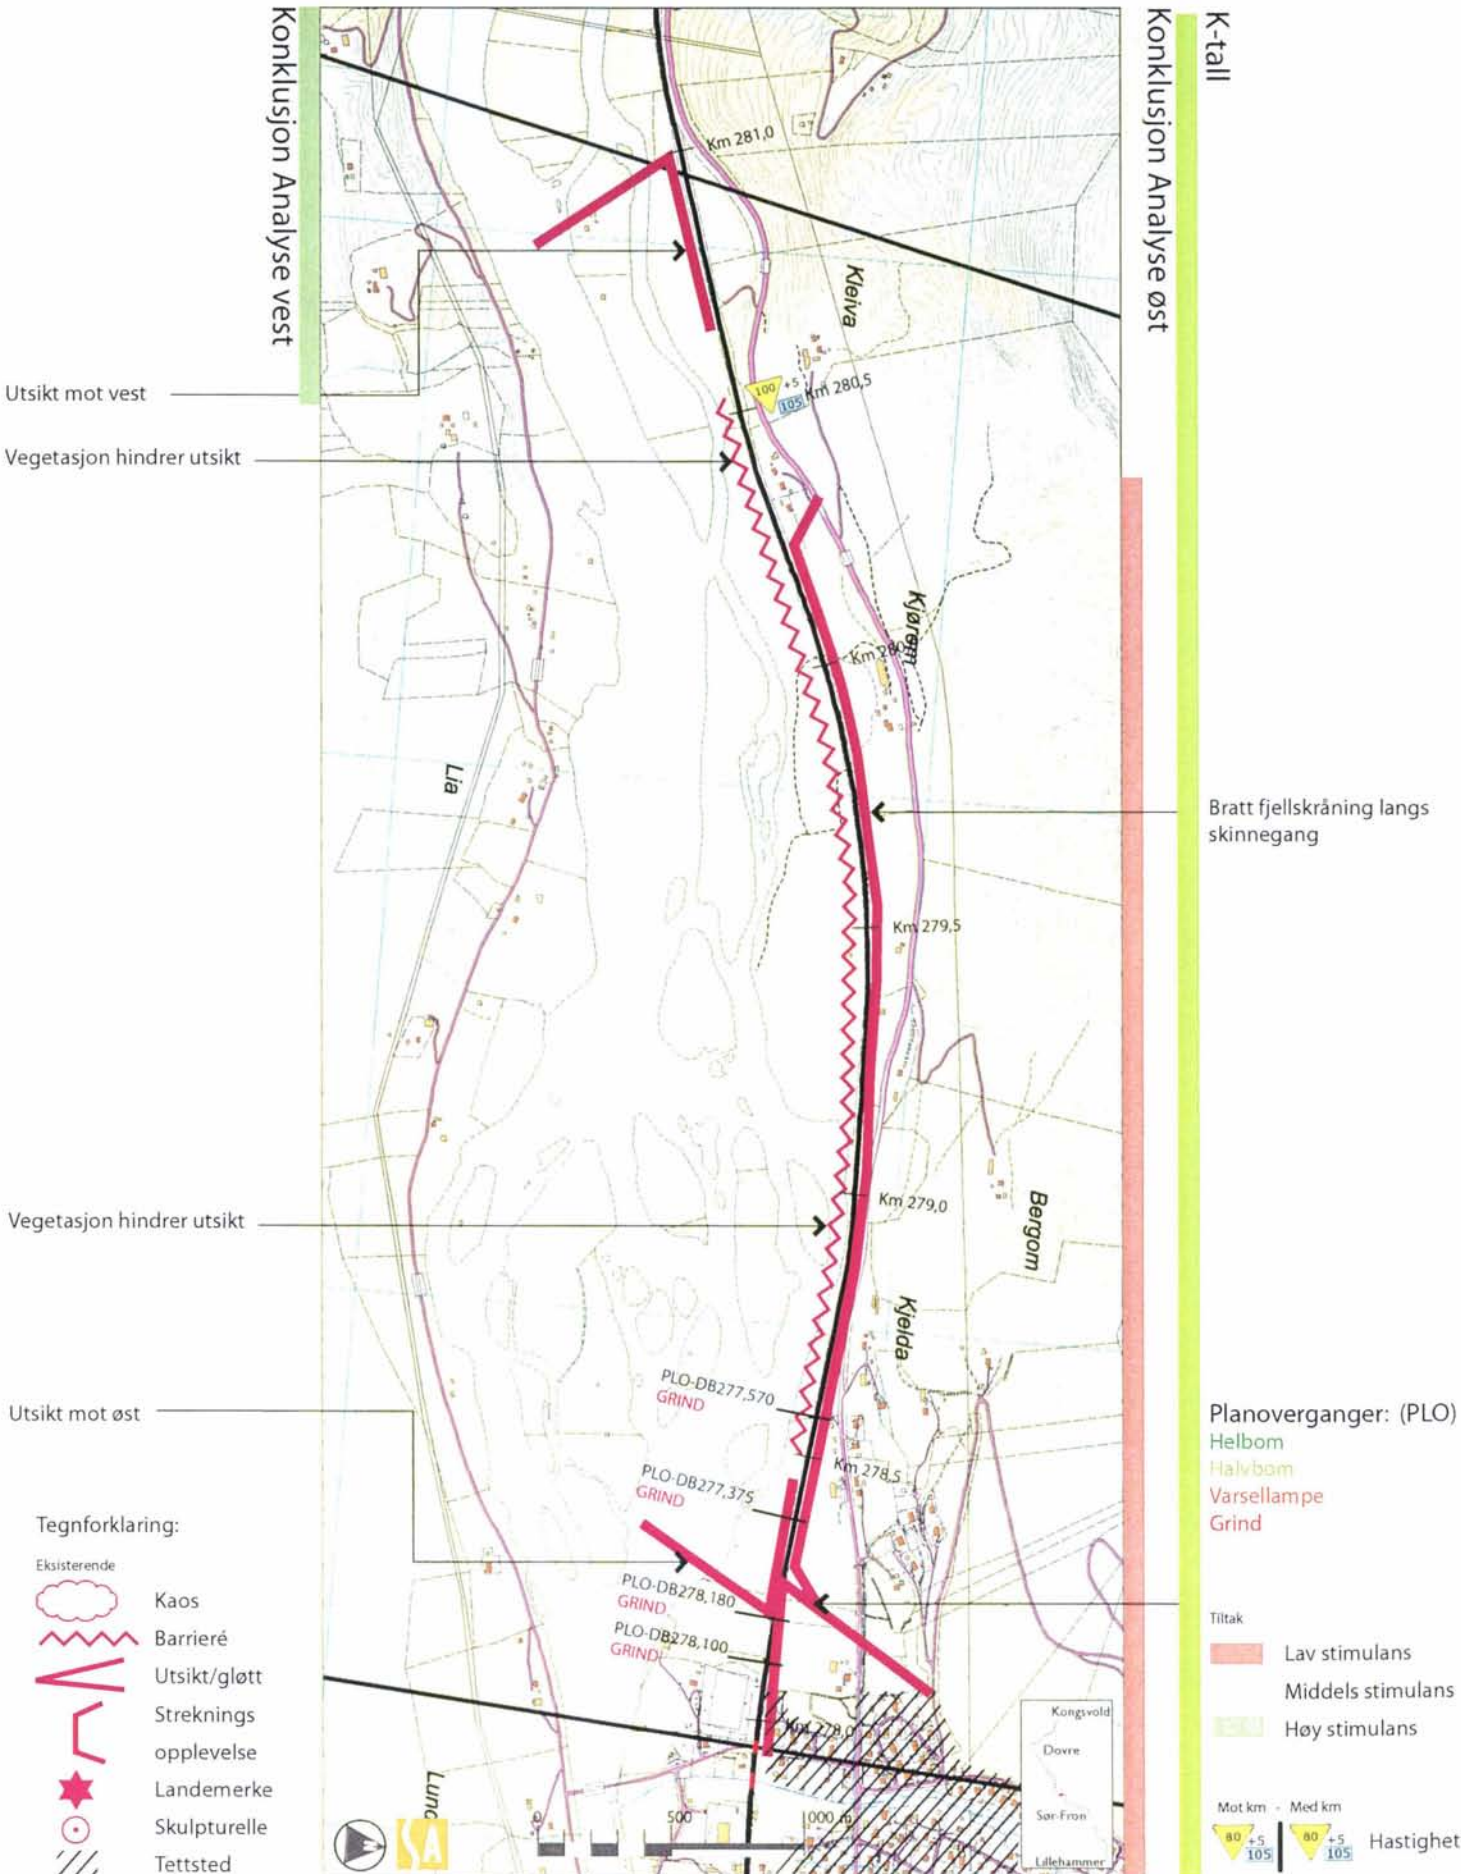 K-tall
Konklusjon Analyse øst
Konklusjon Analyse vest
Km 281,0
Kleiva
100 +5
105
Km 280,5
Utsikt mot vest
Vegetasjon hindrer utsikt
Kjørem
Km 280
Lia
Bratt fjellskråning langs
skinnegang
Km 279,5
Km 279,0
Bergom
Vegetasjon hindrer utsikt
Kjelda
PLO-DB277,570
GRIND
Utsikt mot øst
Km 278,5
PLO-DB277,375
GRIND
PLO-DB278,180
GRIND
PLO-DB278,100
GRIND
Km 278,0
Planoverganger: (PLO)
Helbom
Halvbom
Varsellampe
Grind
Tegnforklaring:
Eksisterende
Kaos
Barrieré
Utsikt/gløtt
Streknings
opplevelse
Landemerke
Skulpturelle
Tettsted
Tiltak
Lav stimulans
Middels stimulans
Høy stimulans
Kongsvold
Dovre
Sør-Fron
Lillehammer
Mot km - Med km
80 +5 105
80 +5 105
Hastighet
0 500 000 m
SA